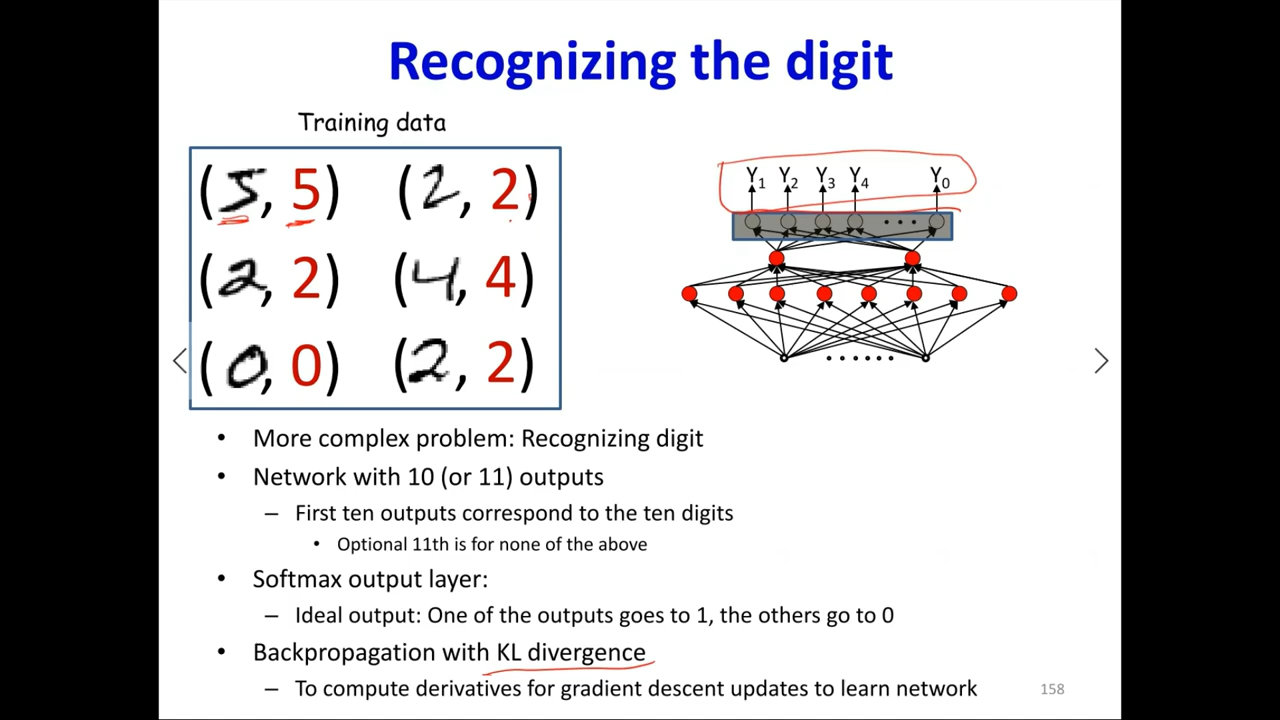 Recognizing the digit
Training data
(5, 5) (2, 2)
(2, 2) (4, 4)
(0, 0) (2, 2)
Y1 Y2 Y3 Y4 Y0
• More complex problem: Recognizing digit
• Network with 10 (or 11) outputs
– First ten outputs correspond to the ten digits
• Optional 11th is for none of the above
• Softmax output layer:
– Ideal output: One of the outputs goes to 1, the others go to 0
• Backpropagation with KL divergence
– To compute derivatives for gradient descent updates to learn network
158